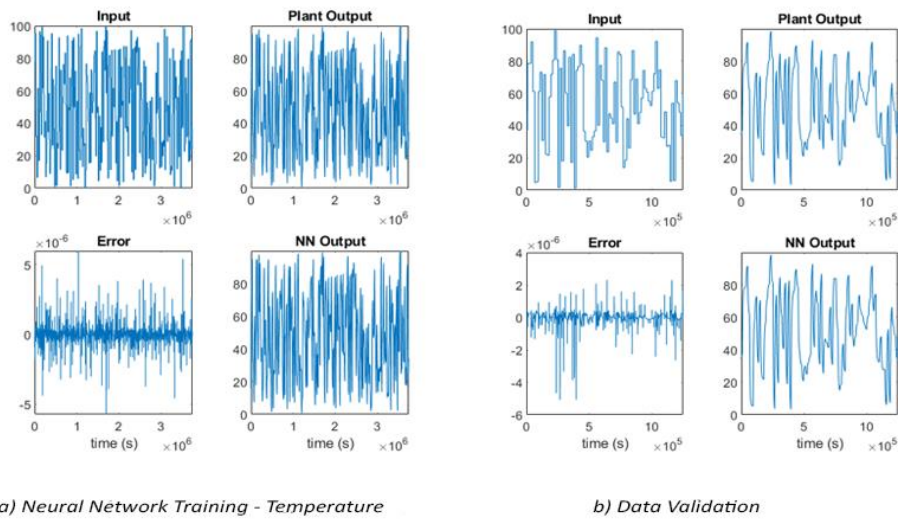 Input
100
80
60
40
20
0
0 1 2 3
×10⁶
Plant Output
80
60
40
20
0
0 1 2 3
×10⁶
Error
×10⁻⁶
5
0
-5
0 1 2 3
time (s) ×10⁶
NN Output
80
60
40
20
0
0 1 2 3
time (s) ×10⁶
a) Neural Network Training - Temperature
Input
100
80
60
40
20
0
0 5 10
×10⁵
Plant Output
100
80
60
40
20
0
0 5 10
×10⁵
Error
×10⁻⁶
4
2
0
-2
-4
-6
0 5 10
time (s) ×10⁵
NN Output
100
80
60
40
20
0
0 5 10
time (s) ×10⁵
b) Data Validation